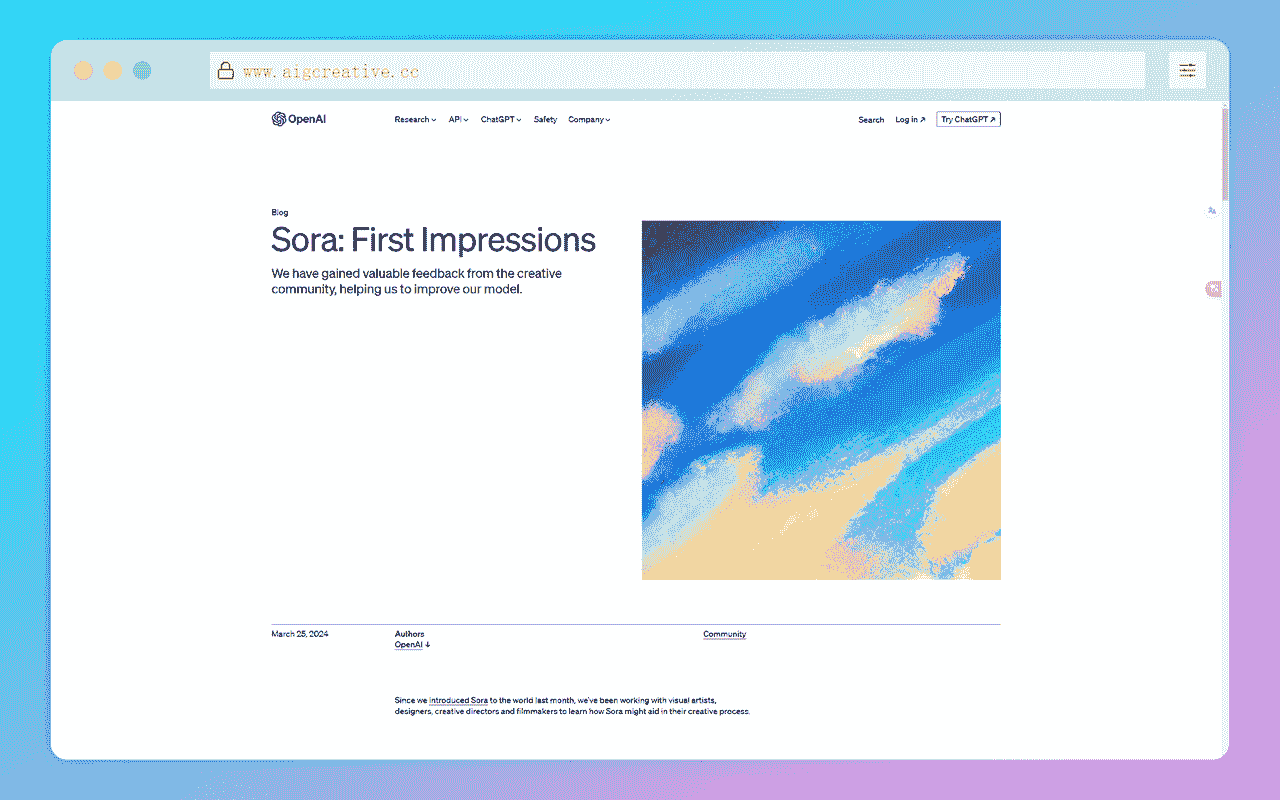 www.aigcreative.cc
OpenAI
Research API ChatGPT Safety Company Search Log in ↗ Try ChatGPT ↗
Blog
Sora: First Impressions
We have gained valuable feedback from the creative
community, helping us to improve our model.
March 25, 2024
Authors
OpenAI ↓
Community
Since we introduced Sora to the world last month, we've been working with visual artists,
designers, creative directors and filmmakers to learn how Sora might aid in their creative process.